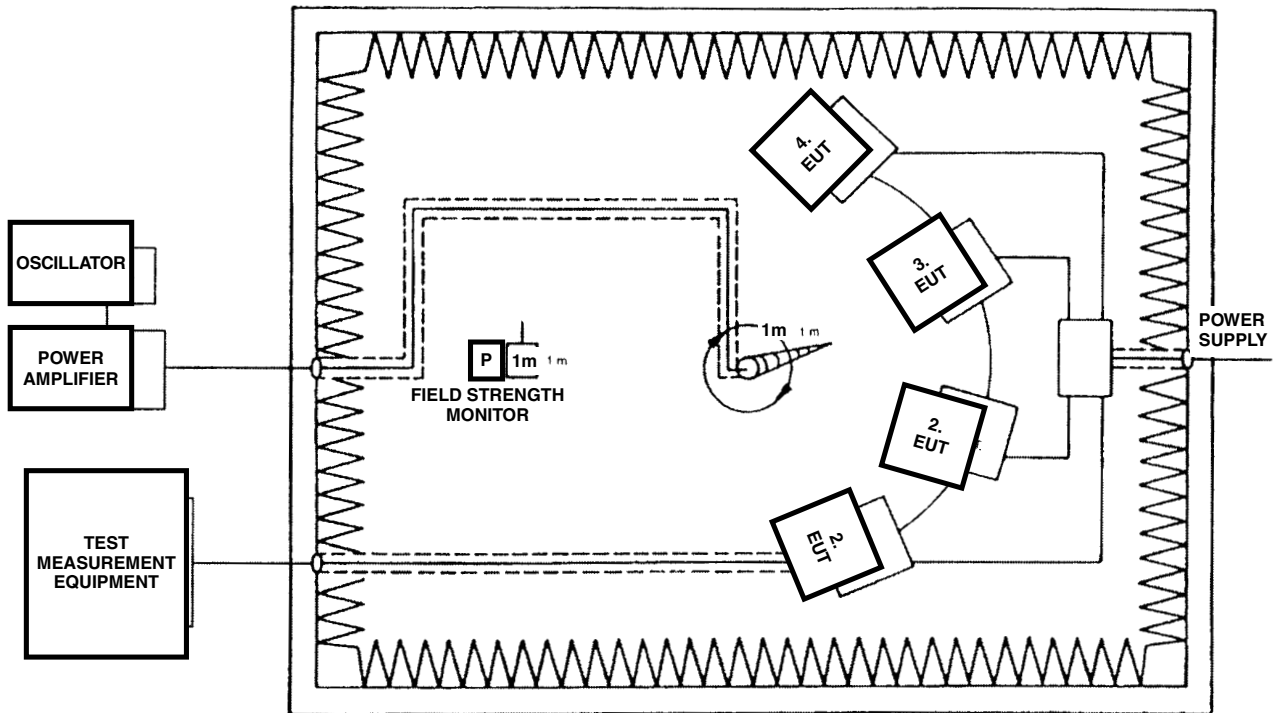 4.
EUT
3.
EUT
OSCILLATOR
POWER
AMPLIFIER
P
1m 1 m
FIELD STRENGTH
MONITOR
1m 1 m
POWER
SUPPLY
2.
EUT
2.
EUT
TEST
MEASUREMENT
EQUIPMENT